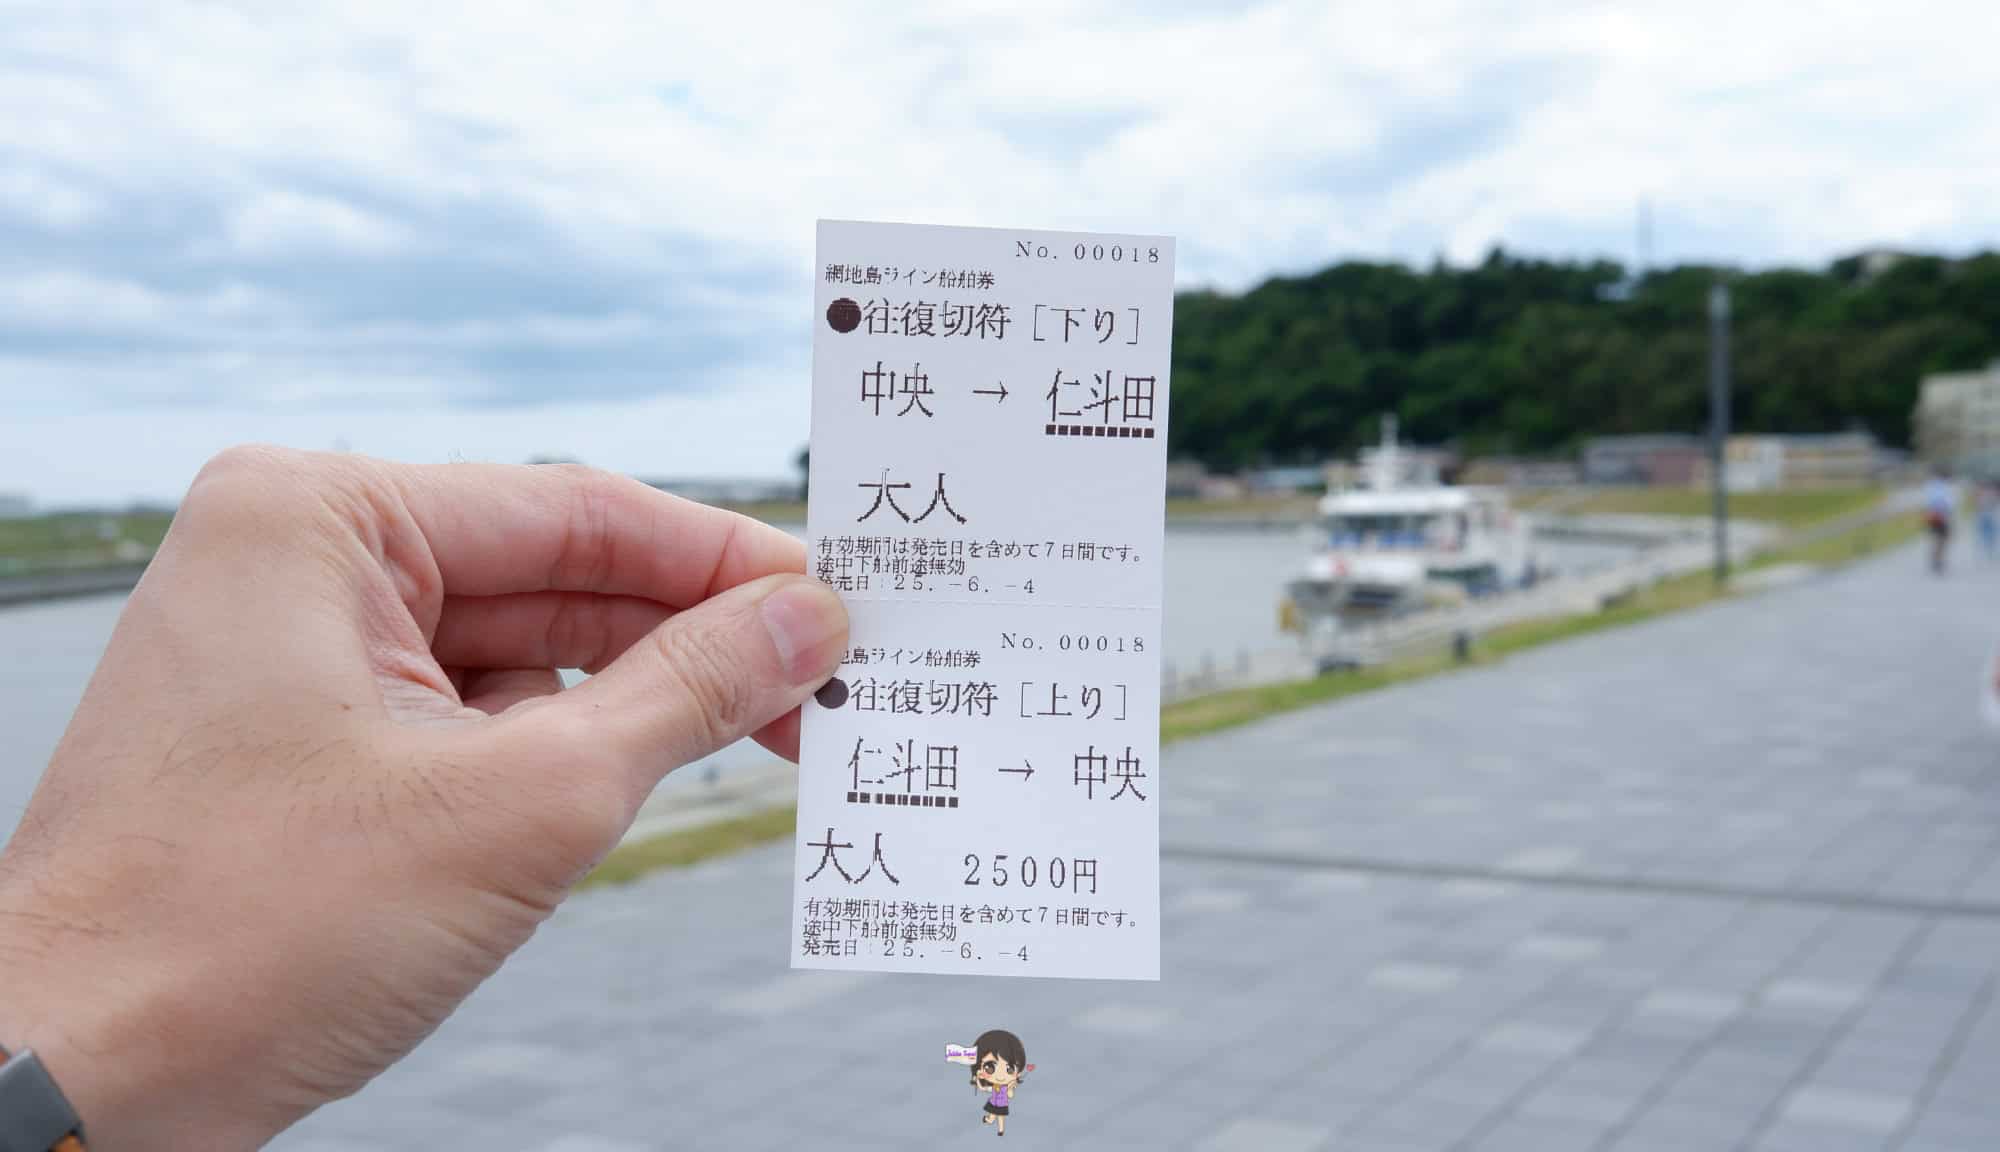 No. 00018
網地島ライン船舶券
往復切符 [下り]
中央 → 仁斗田
大人
有効期間は発売日を含めて7日間です。
途中下船前途無効
発売日:25. -6. -4
No. 00018
地島ライン船舶券
往復切符 [上り]
仁斗田 → 中央
大人 2500円
有効期間は発売日を含めて7日間です。
途中下船前途無効
発売日:25. -6. -4